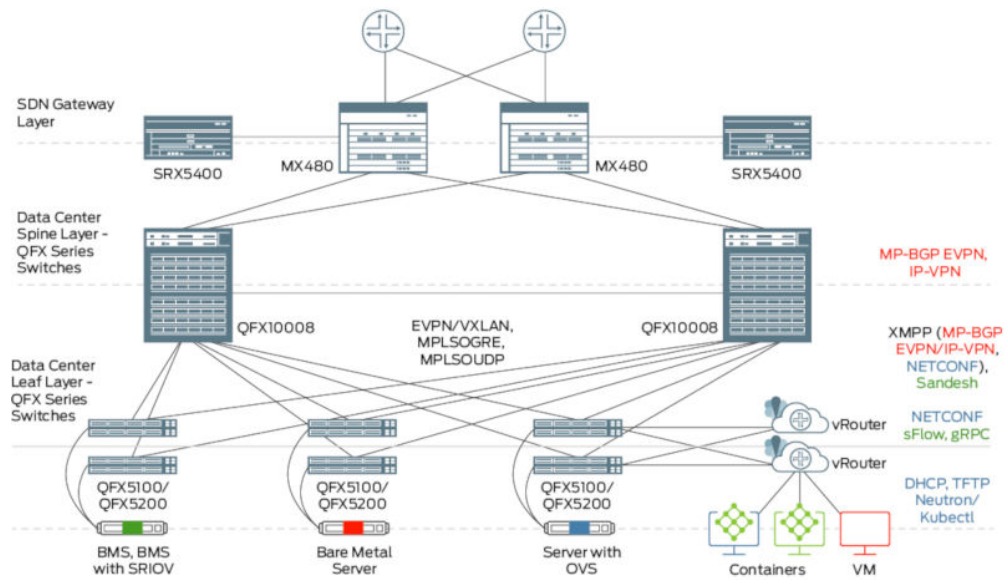 SDN Gateway
Layer
SRX5400
MX480
MX480
SRX5400
Data Center
Spine Layer -
QFX Series
Switches
MP-BGP EVPN,
IP-VPN
QFX10008
EVPN/VXLAN,
MPLSOGRE,
MPLSOUDP
QFX10008
XMPP (MP-BGP
EVPN/IP-VPN,
NETCONF),
Sandesh
Data Center
Leaf Layer -
QFX Series
Switches
vRouter
NETCONF
sFlow, gRPC
vRouter
QFX5100/
QFX5200
QFX5100/
QFX5200
QFX5100/
QFX5200
DHCP, TFTP
Neutron/
Kubectl
BMS, BMS
with SRIOV
Bare Metal
Server
Server with
OVS
Containers
VM